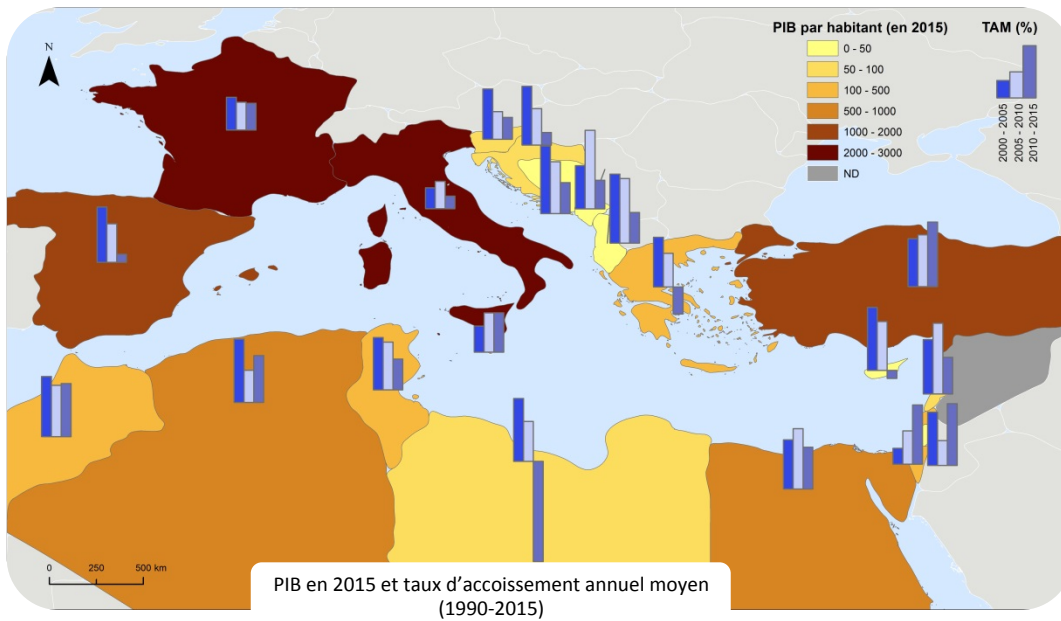 PIB par habitant (en 2015)
0 - 50
50 - 100
100 - 500
500 - 1000
1000 - 2000
2000 - 3000
ND
TAM (%)
2000 - 2005
2005 - 2010
2010 - 2015
N
0 250 500 km
PIB en 2015 et taux d'accoissement annuel moyen
(1990-2015)